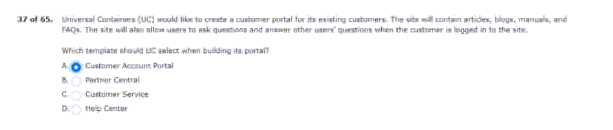 37 of 65. Universal Containers (UC) would like to create a customer portal for its existing customers. The site will contain articles, blogs, manuals, and
FAQs. The site will also allow users to ask questions and answer other users' questions when the customer is logged in to the site.
Which template should UC select when building its portal?
A. Customer Account Portal
B. Partner Central
C. Customer Service
D. Help Center